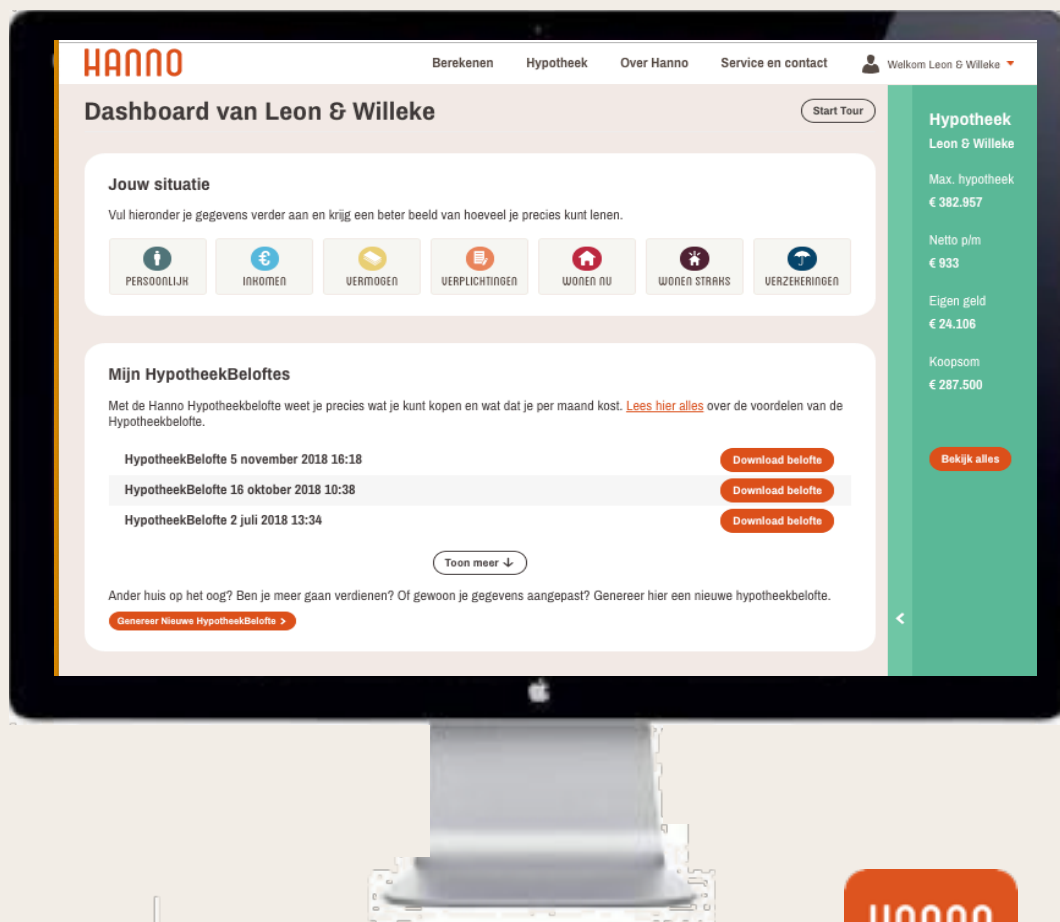 HANNO
Berekenen Hypotheek Over Hanno Service en contact Welkom Leon & Willeke
Dashboard van Leon & Willeke
Start Tour
Jouw situatie
Vul hieronder je gegevens verder aan en krijg een beter beeld van hoeveel je precies kunt lenen.
PERSOONLIJK INKOMEN VERMOGEN VERPLICHTINGEN WONEN NU WONEN STRAKS VERZEKERINGEN
Mijn HypotheekBeloftes
Met de Hanno Hypotheekbelofte weet je precies wat je kunt kopen en wat dat je per maand kost. Lees hier alles over de voordelen van de
Hypotheekbelofte.
HypotheekBelofte 5 november 2018 16:18 Download belofte
HypotheekBelofte 16 oktober 2018 10:38 Download belofte
HypotheekBelofte 2 juli 2018 13:34 Download belofte
Toon meer ↓
Ander huis op het oog? Ben je meer gaan verdienen? Of gewoon je gegevens aangepast? Genereer hier een nieuwe hypotheekbelofte.
Genereer Nieuwe HypotheekBelofte >
Hypotheek
Leon & Willeke
Max. hypotheek
€ 382.957
Netto p/m
€ 933
Eigen geld
€ 24.106
Koopsom
€ 287.500
Bekijk alles
HANNO